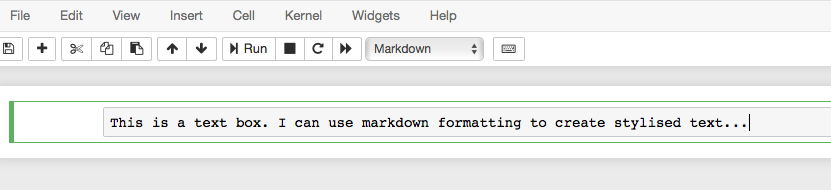 File Edit View Insert Cell Kernel Widgets Help
Run Markdown
This is a text box. I can use markdown formatting to create stylised text...